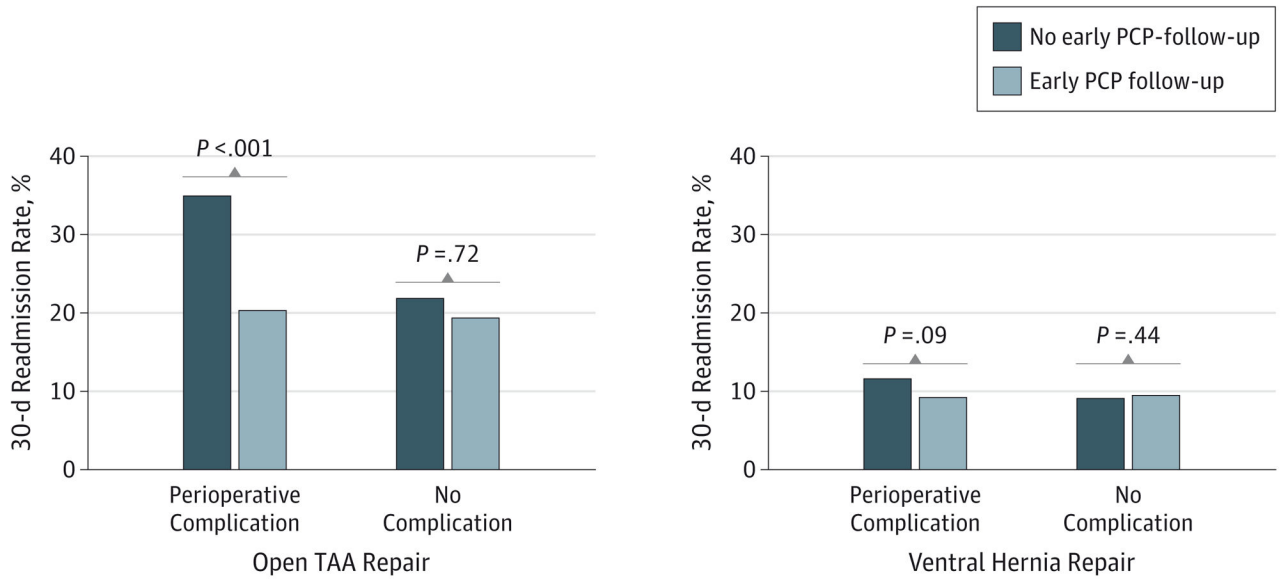 No early PCP-follow-up
Early PCP follow-up
30-d Readmission Rate, %
40
30
20
10
0
P <.001
P =.72
Perioperative
Complication
No
Complication
Open TAA Repair
30-d Readmission Rate, %
40
30
20
10
0
P =.09
P =.44
Perioperative
Complication
No
Complication
Ventral Hernia Repair